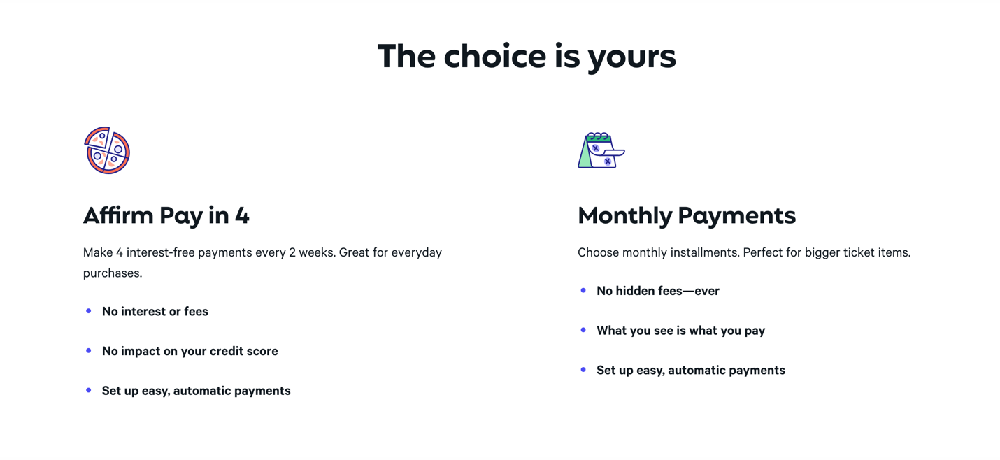 The choice is yours
Affirm Pay in 4
Make 4 interest-free payments every 2 weeks. Great for everyday
purchases.
No interest or fees
No impact on your credit score
Set up easy, automatic payments
Monthly Payments
Choose monthly installments. Perfect for bigger ticket items.
No hidden fees—ever
What you see is what you pay
Set up easy, automatic payments